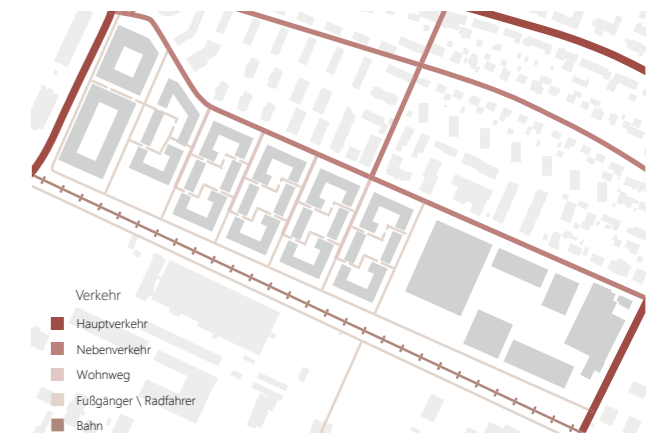 Verkehr
Hauptverkehr
Nebenverkehr
Wohnweg
Fußgänger \ Radfahrer
Bahn